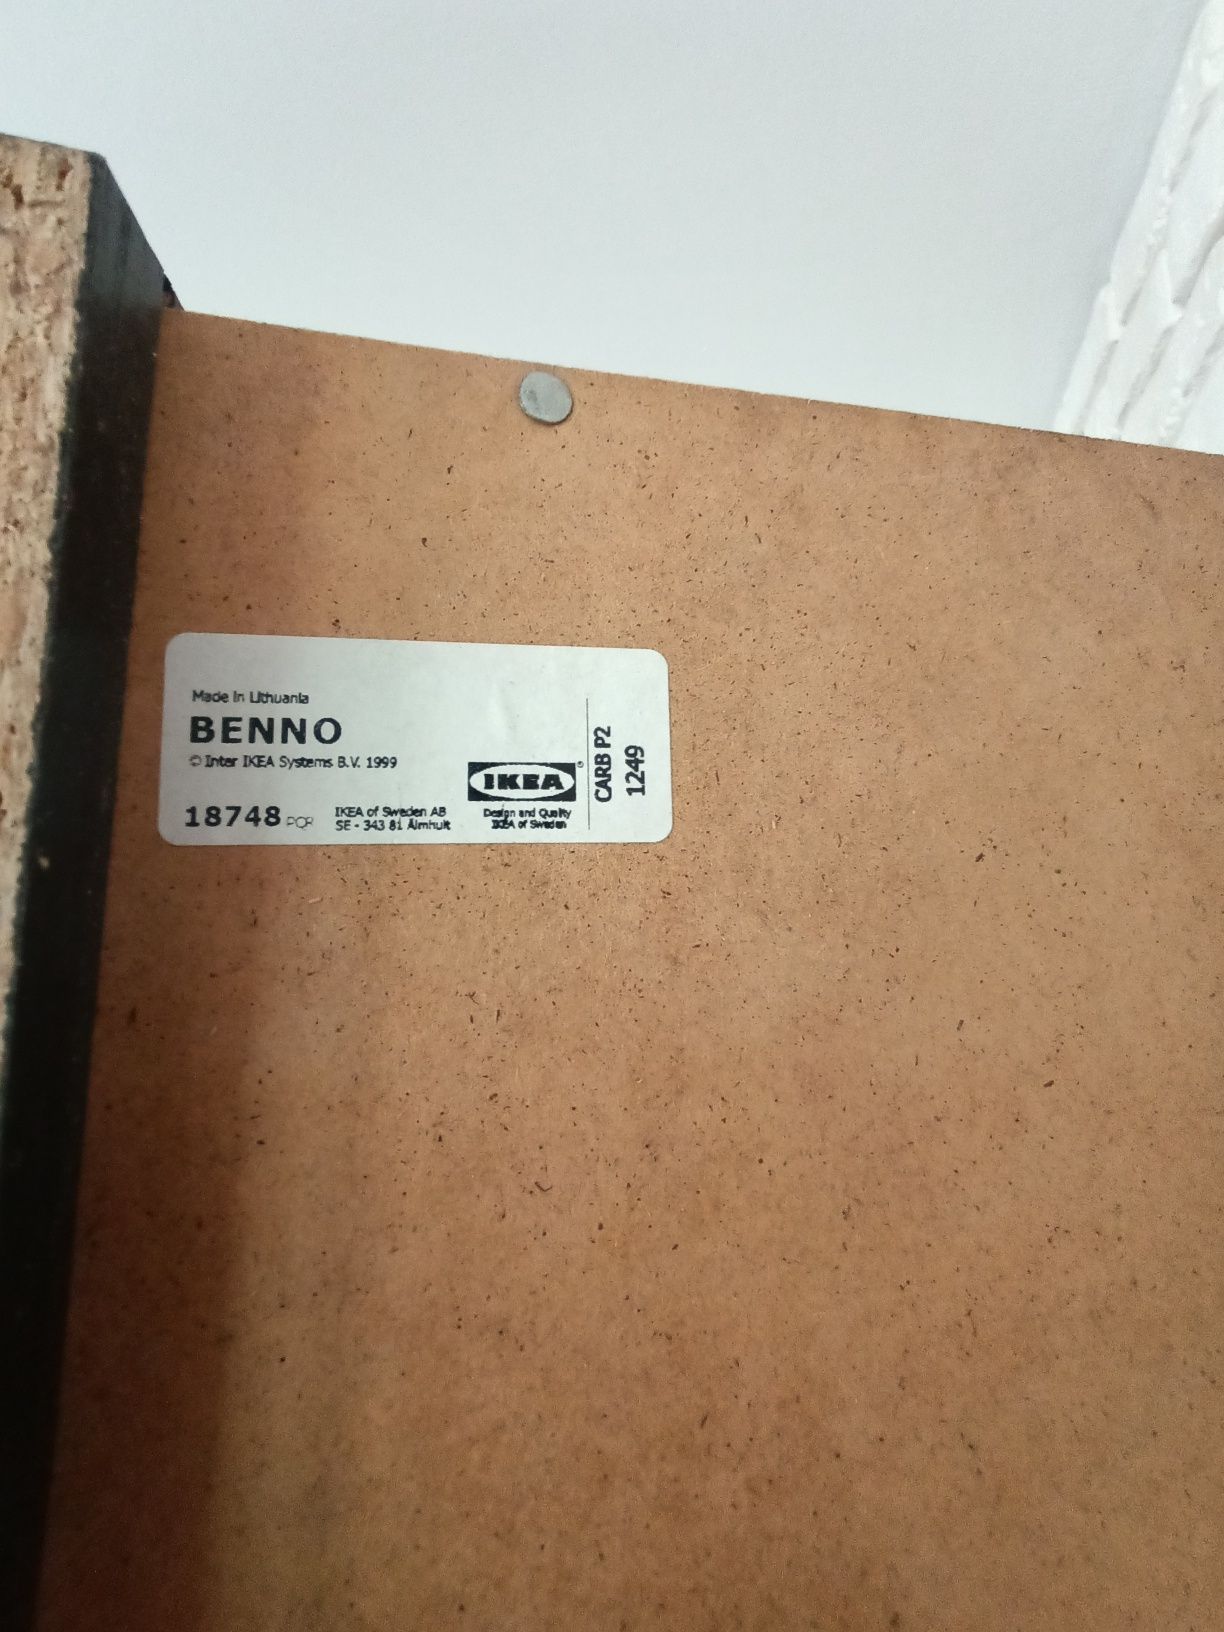 Made in Lithuania
BENNO
© Inter IKEA Systems B.V. 1999
18748 PQR
IKEA of Sweden AB
SE - 343 81 Älmhult
IKEA®
Design and Quality
IKEA of Sweden
CARB P2
1249